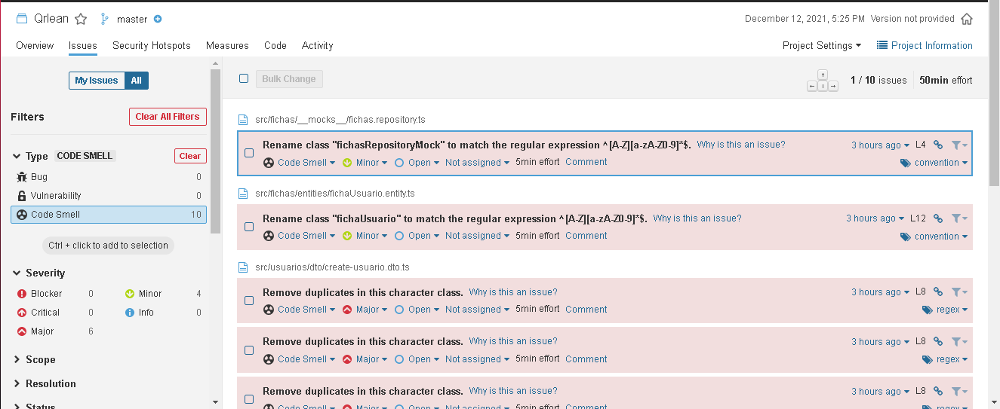 Qrlean master December 12, 2021, 5:25 PM Version not provided
Overview Issues Security Hotspots Measures Code Activity Project Settings Project Information
My Issues All
Bulk Change 1 / 10 issues 50min effort
Filters Clear All Filters
Type CODE SMELL Clear
Bug 0
Vulnerability 0
Code Smell 10
Ctrl + click to add to selection
Severity
Blocker 0 Minor 4
Critical 0 Info 0
Major 6
Scope
Resolution
Status
src/fichas/__mocks__/fichas.repository.ts
Rename class "fichasRepositoryMock" to match the regular expression ^[A-Z][a-zA-Z0-9]*$. Why is this an issue? 3 hours ago L4
Code Smell Minor Open Not assigned 5min effort Comment convention
src/fichas/entities/fichaUsuario.entity.ts
Rename class "fichaUsuario" to match the regular expression ^[A-Z][a-zA-Z0-9]*$. Why is this an issue? 3 hours ago L12
Code Smell Minor Open Not assigned 5min effort Comment convention
src/usuarios/dto/create-usuario.dto.ts
Remove duplicates in this character class. Why is this an issue? 3 hours ago L8
Code Smell Major Open Not assigned 5min effort Comment regex
Remove duplicates in this character class. Why is this an issue? 3 hours ago L8
Code Smell Major Open Not assigned 5min effort Comment regex
Remove duplicates in this character class. Why is this an issue? 3 hours ago L8
Code Smell Major Open Not assigned 5min effort Comment regex